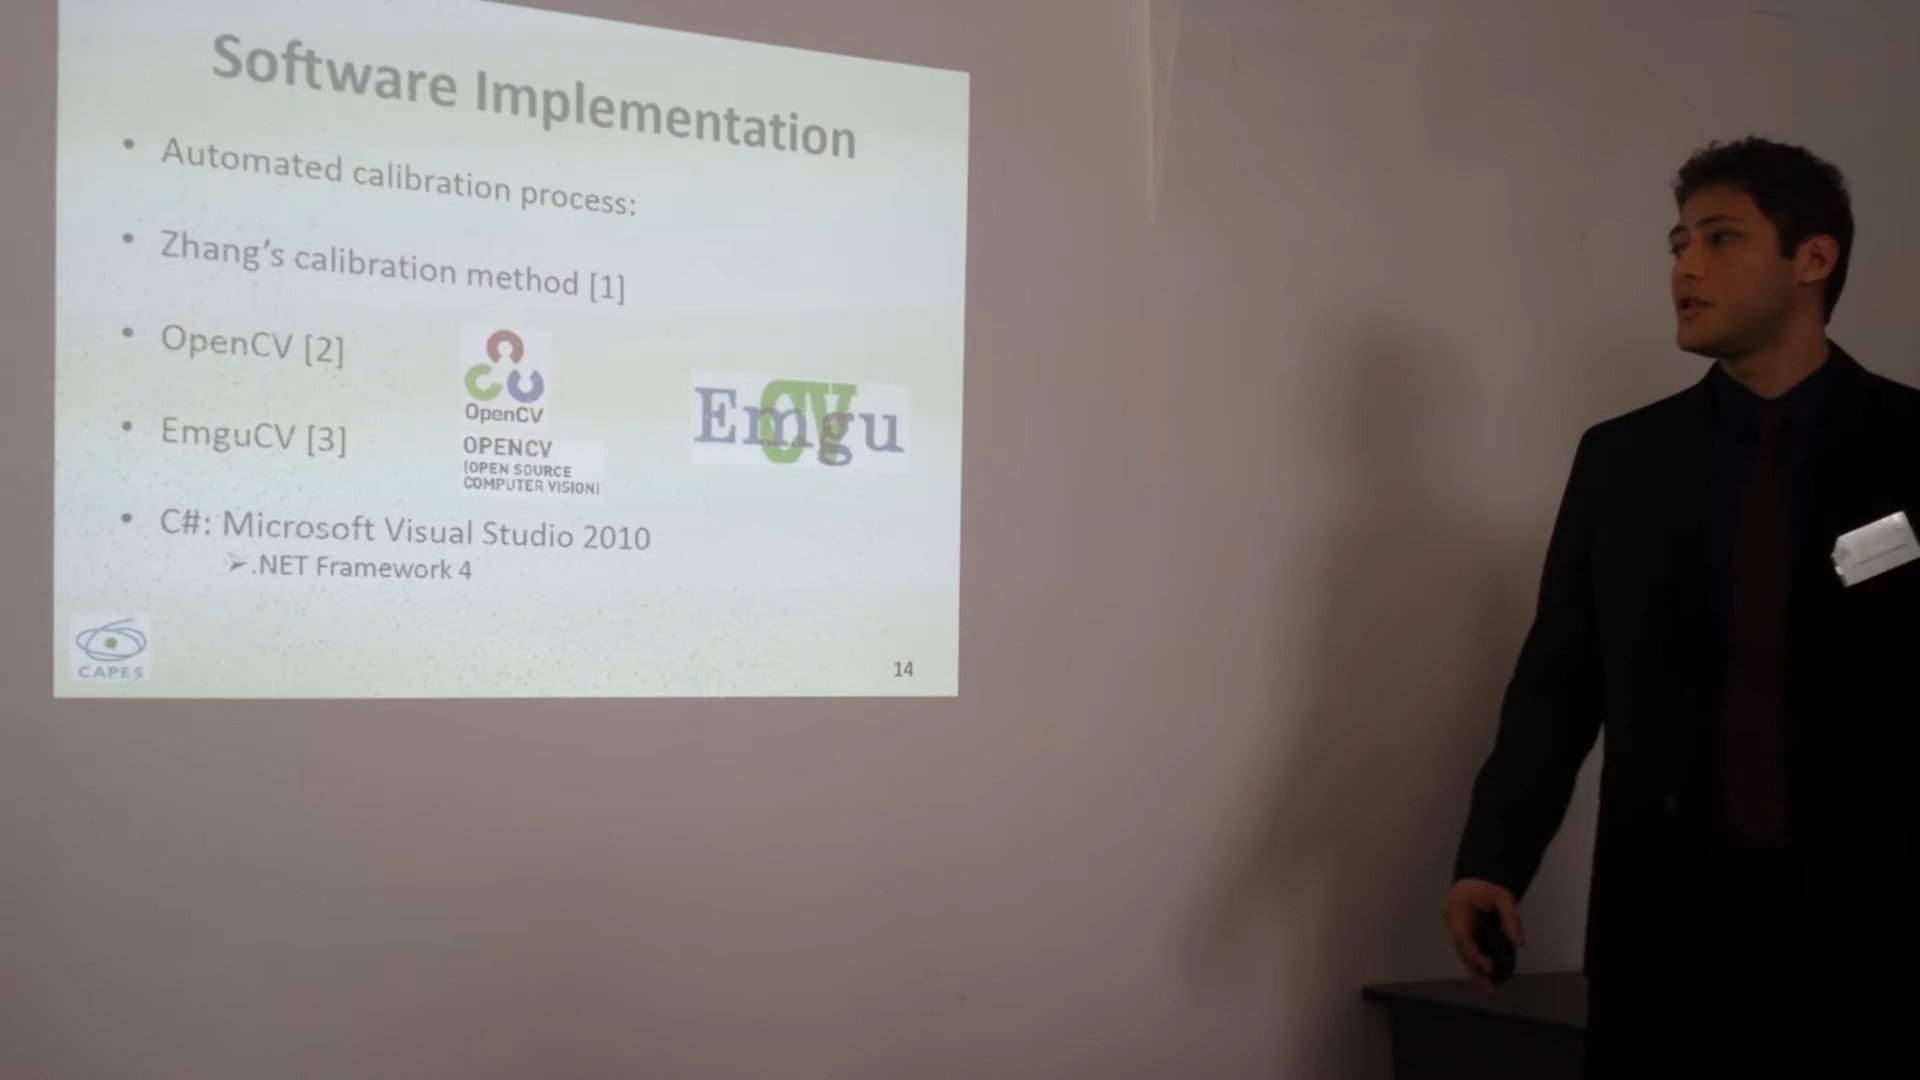 Software Implementation
• Automated calibration process:
• Zhang's calibration method [1]
• OpenCV [2]
OpenCV
OPENCV
(OPEN SOURCE
COMPUTER VISION)
Emgu
CV
• EmguCV [3]
• C#: Microsoft Visual Studio 2010
➢.NET Framework 4
CAPES
14